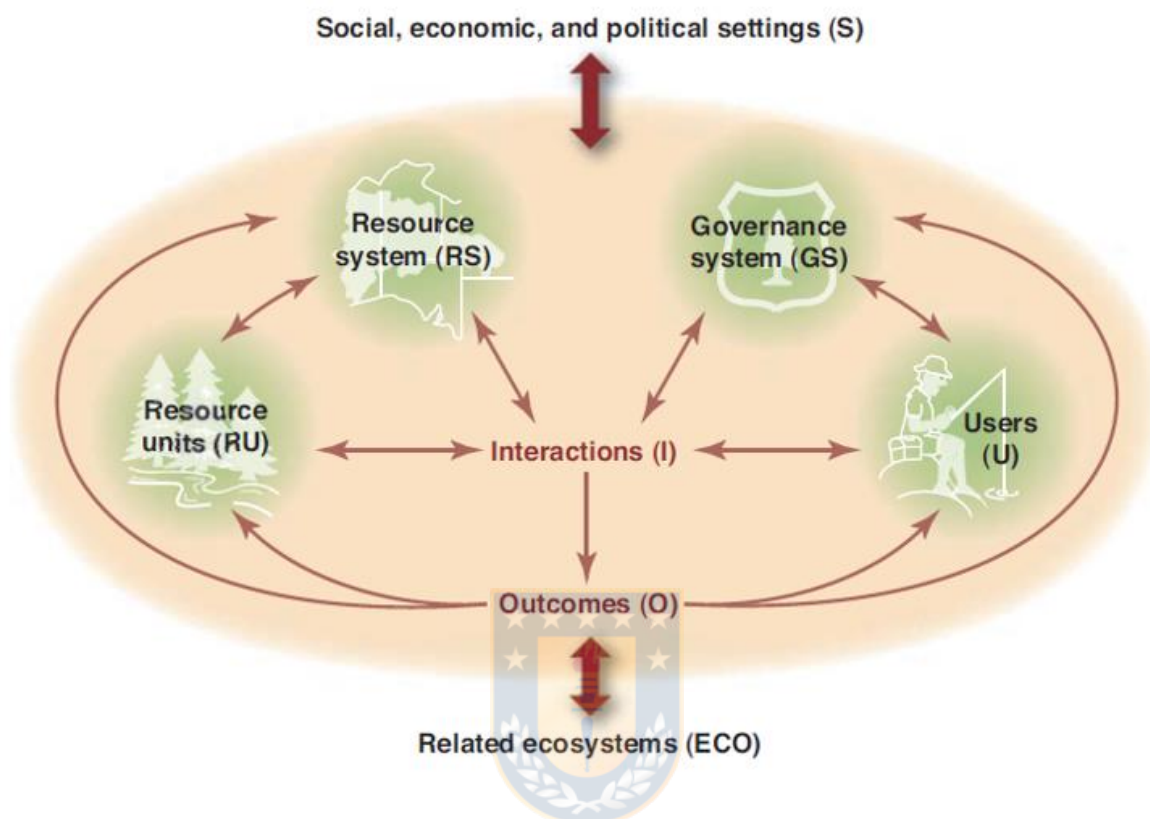 Social, economic, and political settings (S)
Resource
system (RS)
Governance
system (GS)
Resource
units (RU)
Interactions (I)
Users
(U)
Outcomes (O)
Related ecosystems (ECO)